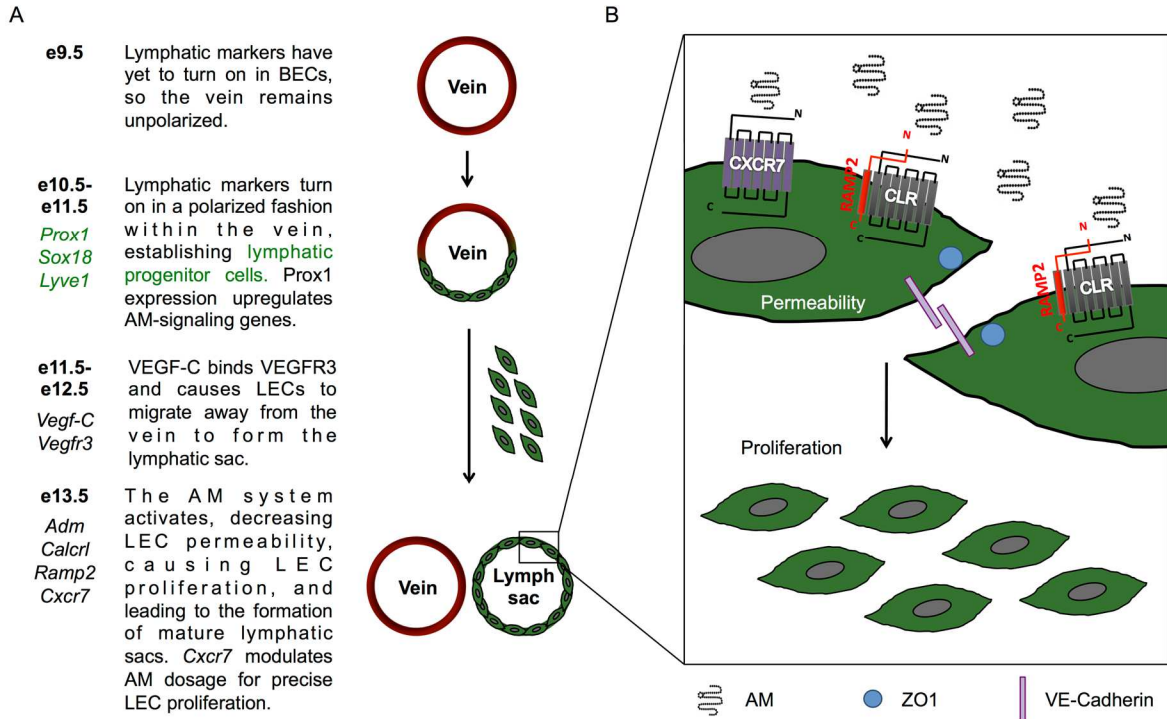 A
e9.5
Lymphatic markers have
yet to turn on in BECs,
so the vein remains
unpolarized.
Vein
e10.5-
e11.5
Prox1
Sox18
Lyve1
Lymphatic markers turn
on in a polarized fashion
within the vein,
establishing lymphatic
progenitor cells. Prox1
expression upregulates
AM-signaling genes.
Vein
e11.5-
e12.5
Vegf-C
Vegfr3
VEGF-C binds VEGFR3
and causes LECs to
migrate away from the
vein to form the
lymphatic sac.
e13.5
Adm
Calcrl
Ramp2
Cxcr7
The AM system
activates, decreasing
LEC permeability,
causing LEC
proliferation, and
leading to the formation
of mature lymphatic
sacs. Cxcr7 modulates
AM dosage for precise
LEC proliferation.
Vein
Lymph
sac
B
N
CXCR7
C
N
N
RAMP2
CLR
C
C
N
N
RAMP2
CLR
C
C
Permeability
Proliferation
AM
ZO1
VE-Cadherin